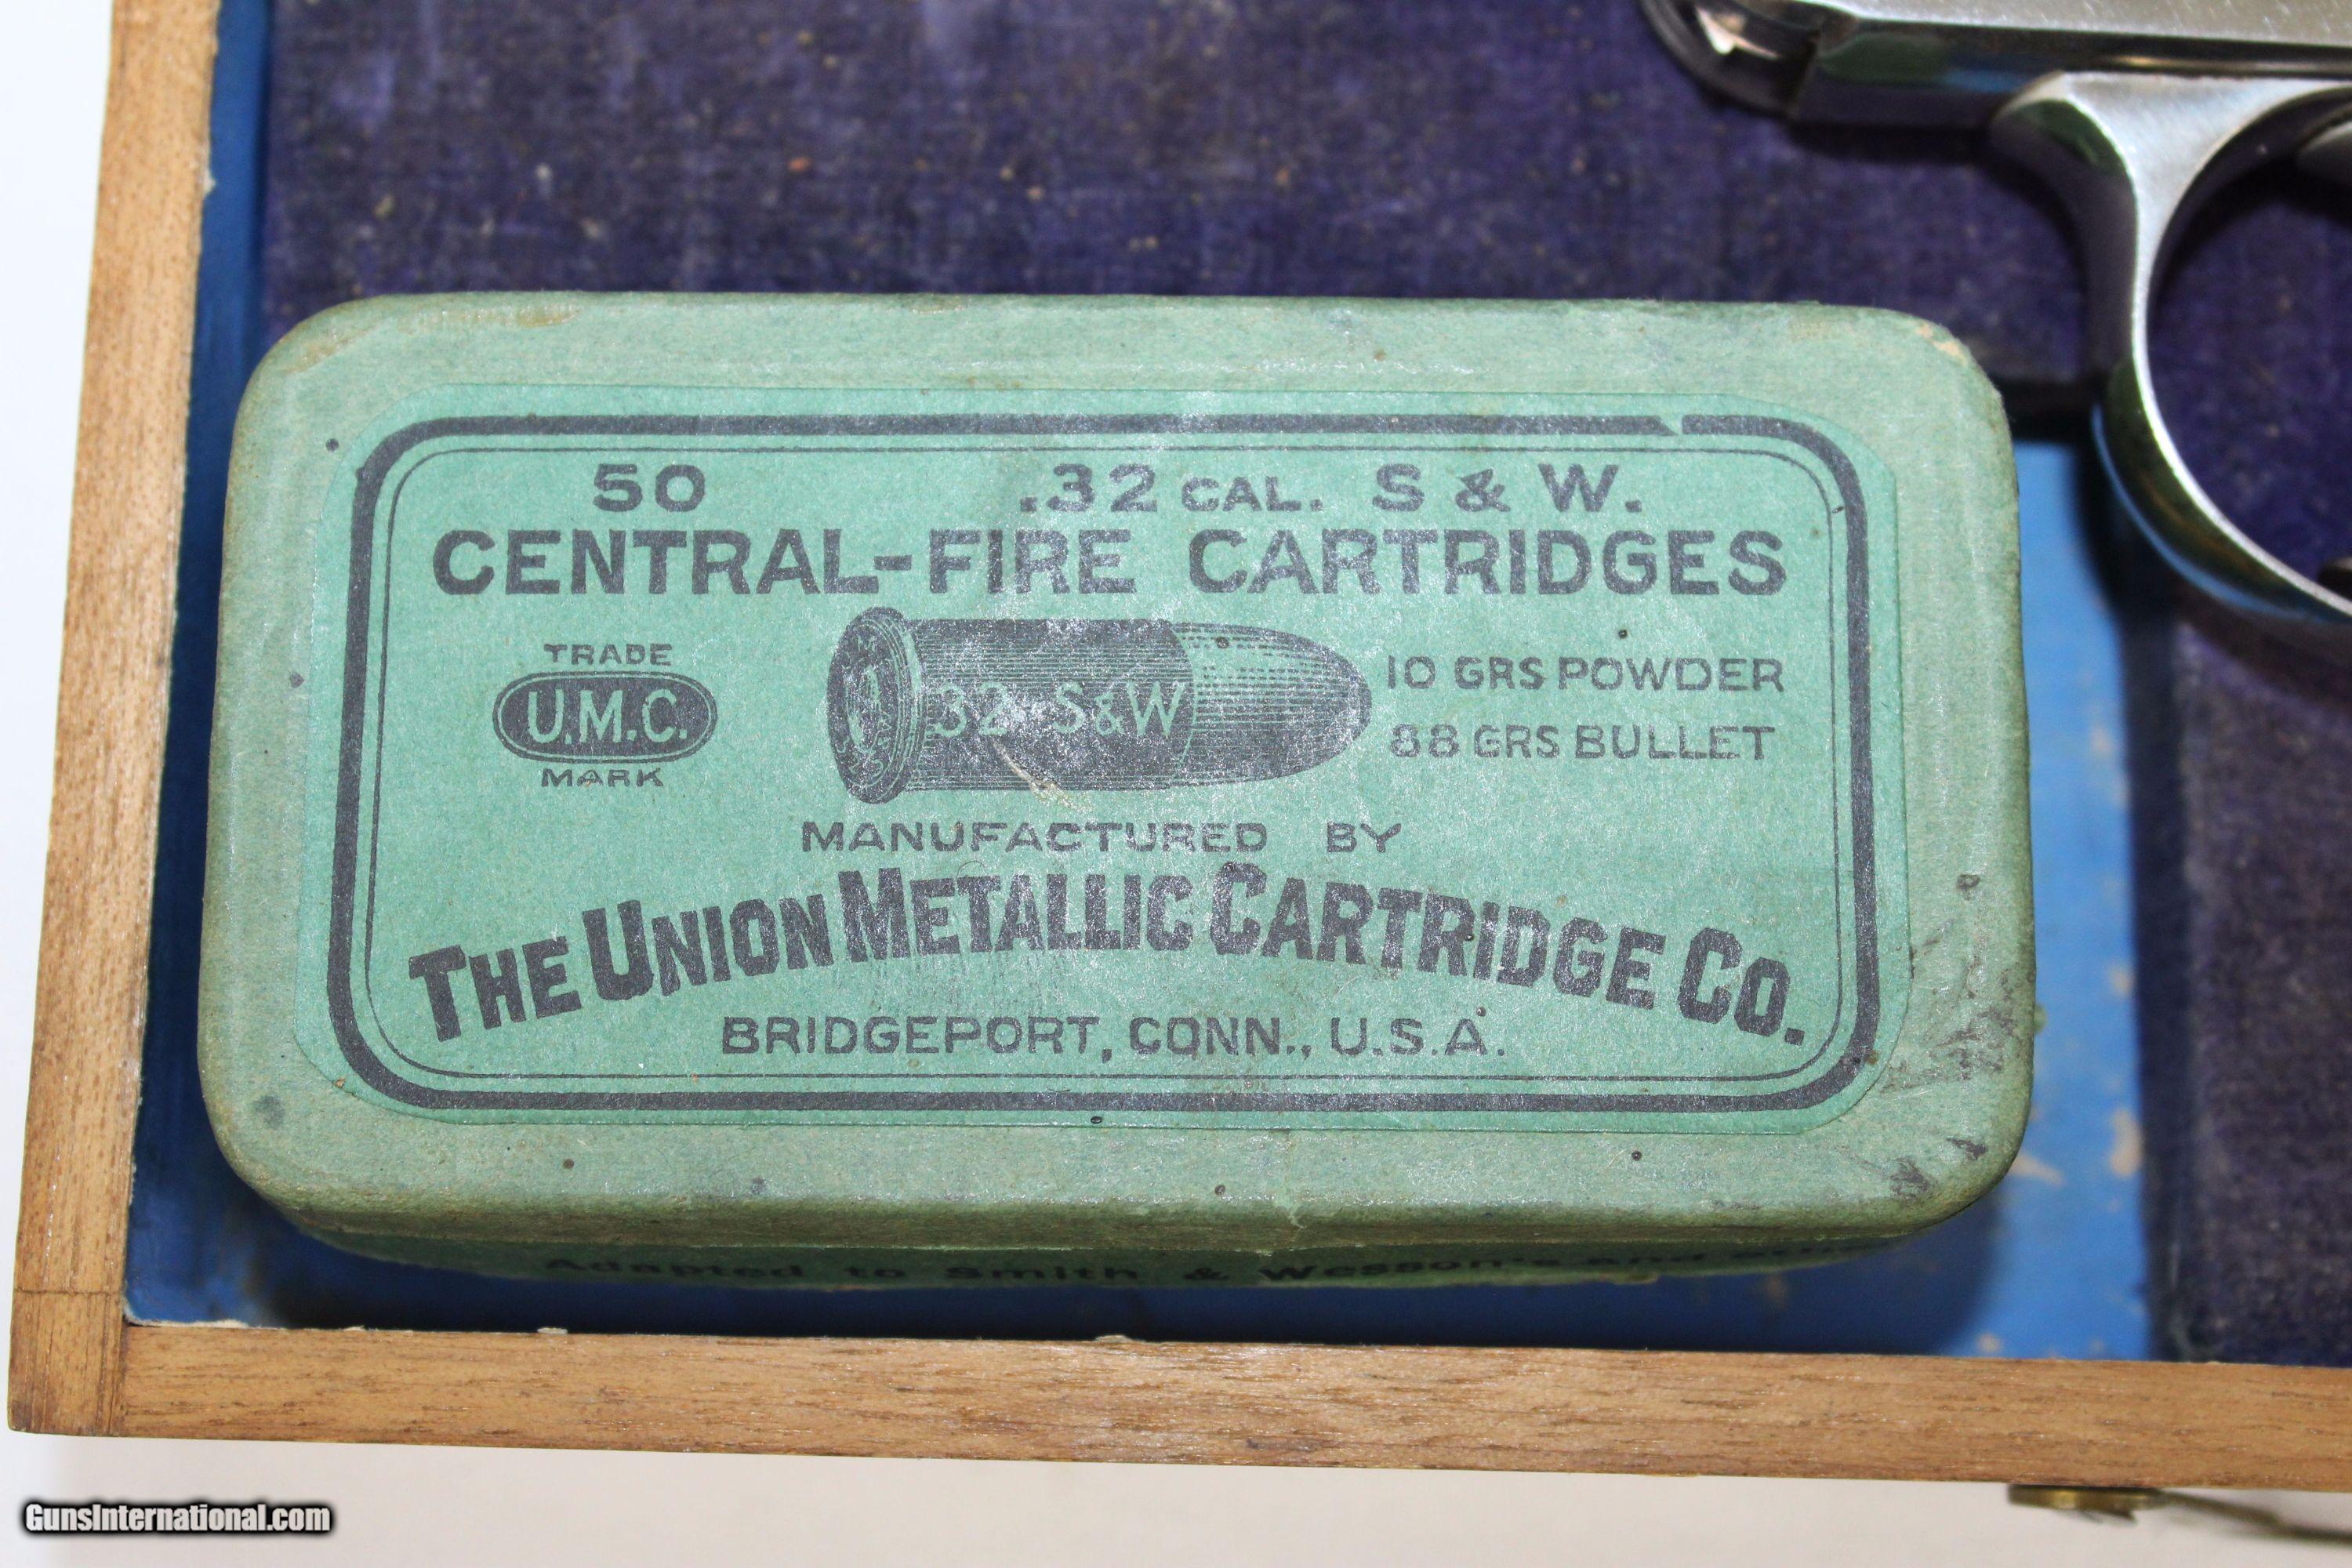 50 .32 CAL. S & W.
CENTRAL-FIRE CARTRIDGES
TRADE
U.M.C.
MARK
32 S&W
10 GRS POWDER
88 GRS BULLET
MANUFACTURED BY
THE UNION METALLIC CARTRIDGE CO.
BRIDGEPORT, CONN., U.S.A.
Adapted to Smith & Wesson's and
GunsInternational.com